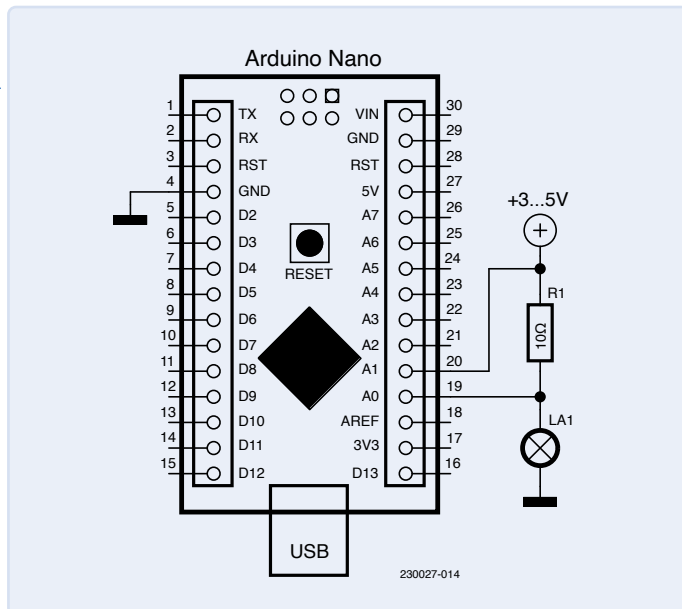 Arduino Nano
1 TX
2 RX
3 RST
4 GND
5 D2
6 D3
7 D4
8 D5
9 D6
10 D7
11 D8
12 D9
13 D10
14 D11
15 D12
RESET
VIN 30
GND 29
RST 28
5V 27
A7 26
A6 25
A5 24
A4 23
A3 22
A2 21
A1 20
A0 19
AREF 18
3V3 17
D13 16
+3...5V
+
R1
10Ω
LA1
USB
230027-014